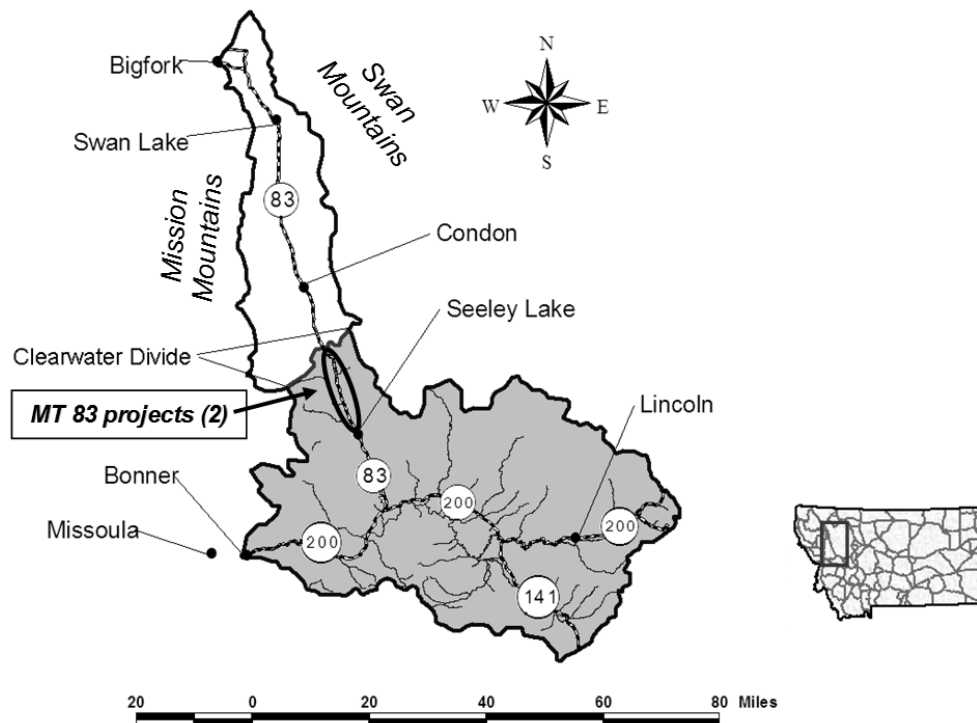 N
W
E
S
Bigfork
Swan Lake
Swan
Mountains
Mission
Mountains
83
Condon
Seeley Lake
Clearwater Divide
MT 83 projects (2)
Lincoln
Bonner
Missoula
83
200
200
200
141
20 0 20 40 60 80 Miles